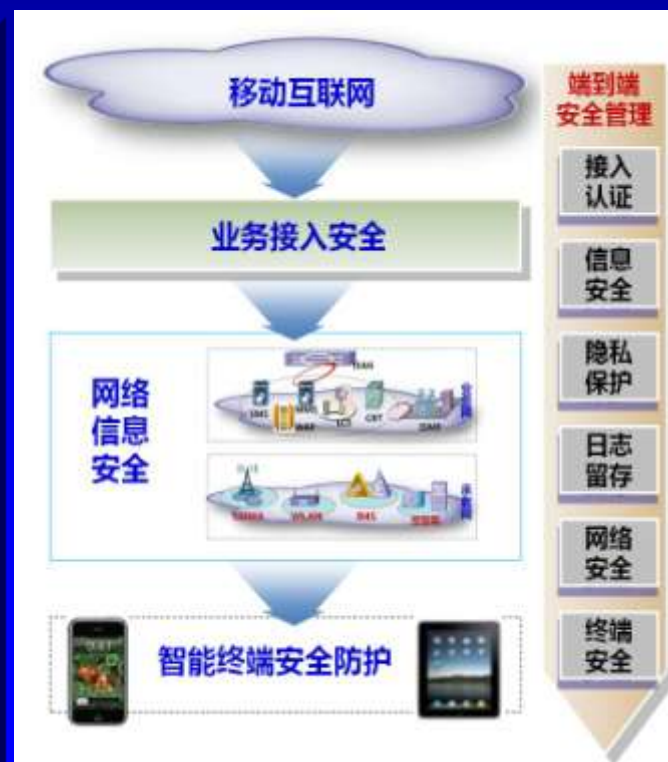 移动互联网
业务接入安全
网络
信息
安全
WLAN
智能终端安全防护
端到端
安全管理
接入
认证
信息
安全
隐私
保护
日志
留存
网络
安全
终端
安全